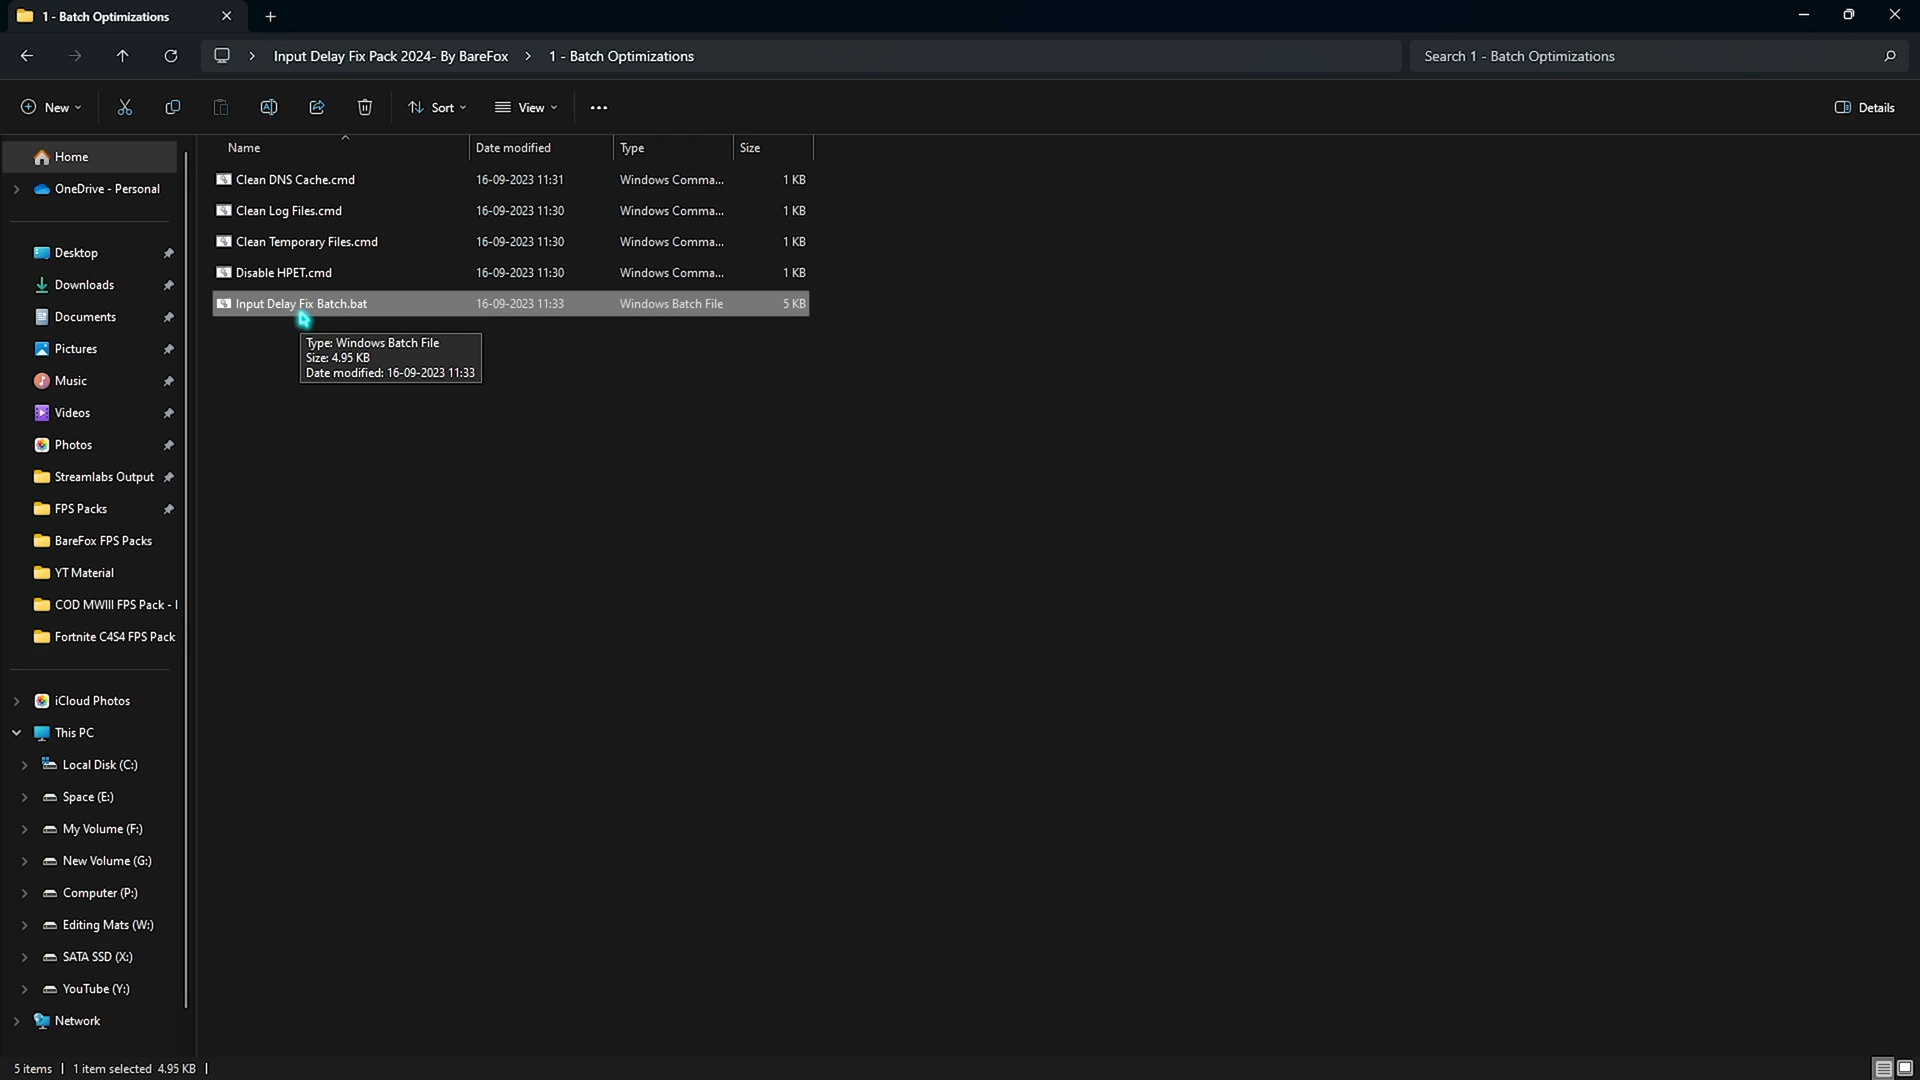 1 - Batch Optimizations
Input Delay Fix Pack 2024- By BareFox
1 - Batch Optimizations
Search 1 - Batch Optimizations
New
Sort
View
Details
Name
Date modified
Type
Size
Clean DNS Cache.cmd 16-09-2023 11:31 Windows Comma... 1 KB
Clean Log Files.cmd 16-09-2023 11:30 Windows Comma... 1 KB
Clean Temporary Files.cmd 16-09-2023 11:30 Windows Comma... 1 KB
Disable HPET.cmd 16-09-2023 11:30 Windows Comma... 1 KB
Input Delay Fix Batch.bat 16-09-2023 11:33 Windows Batch File 5 KB
Type: Windows Batch File
Size: 4.95 KB
Date modified: 16-09-2023 11:33
Home
OneDrive - Personal
Desktop
Downloads
Documents
Pictures
Music
Videos
Photos
Streamlabs Output
FPS Packs
BareFox FPS Packs
YT Material
COD MWIII FPS Pack -
Fortnite C4S4 FPS Pack
iCloud Photos
This PC
Local Disk (C:)
Space (E:)
My Volume (F:)
New Volume (G:)
Computer (P:)
Editing Mats (W:)
SATA SSD (X:)
YouTube (Y:)
Network
5 items
1 item selected 4.95 KB